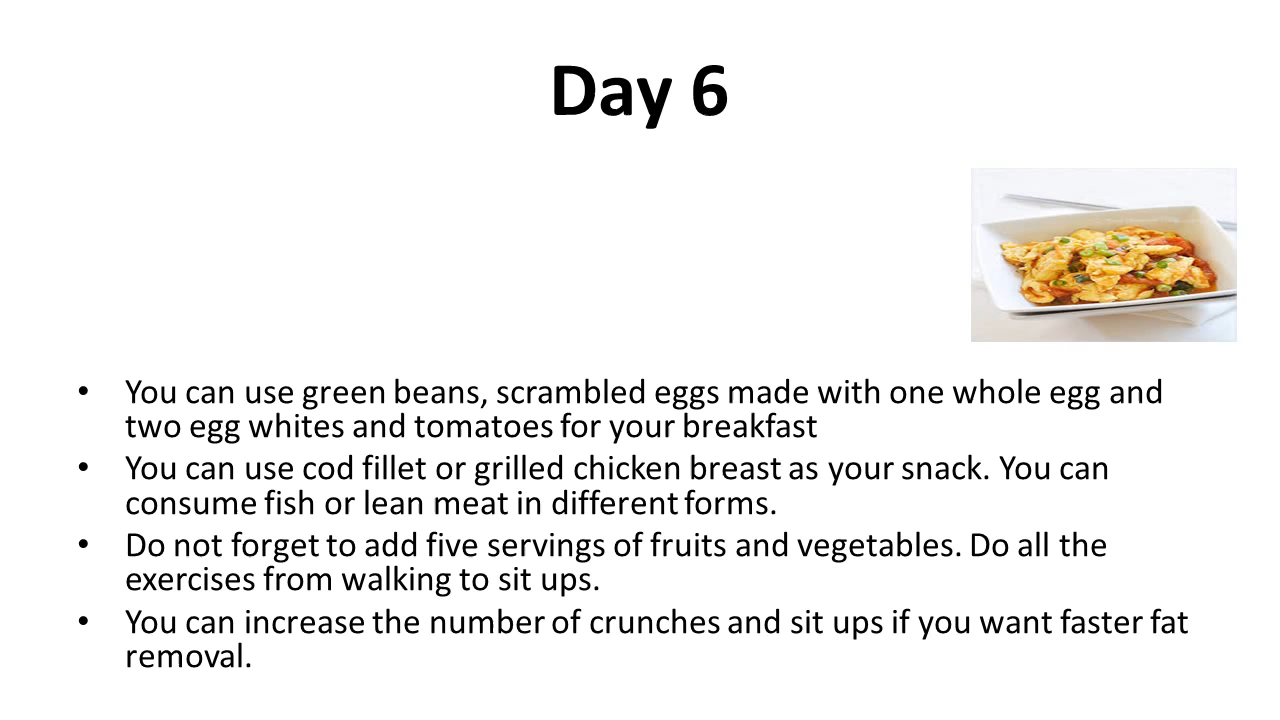 Day 6
• You can use green beans, scrambled eggs made with one whole egg and
two egg whites and tomatoes for your breakfast
• You can use cod fillet or grilled chicken breast as your snack. You can
consume fish or lean meat in different forms.
• Do not forget to add five servings of fruits and vegetables. Do all the
exercises from walking to sit ups.
• You can increase the number of crunches and sit ups if you want faster fat
removal.